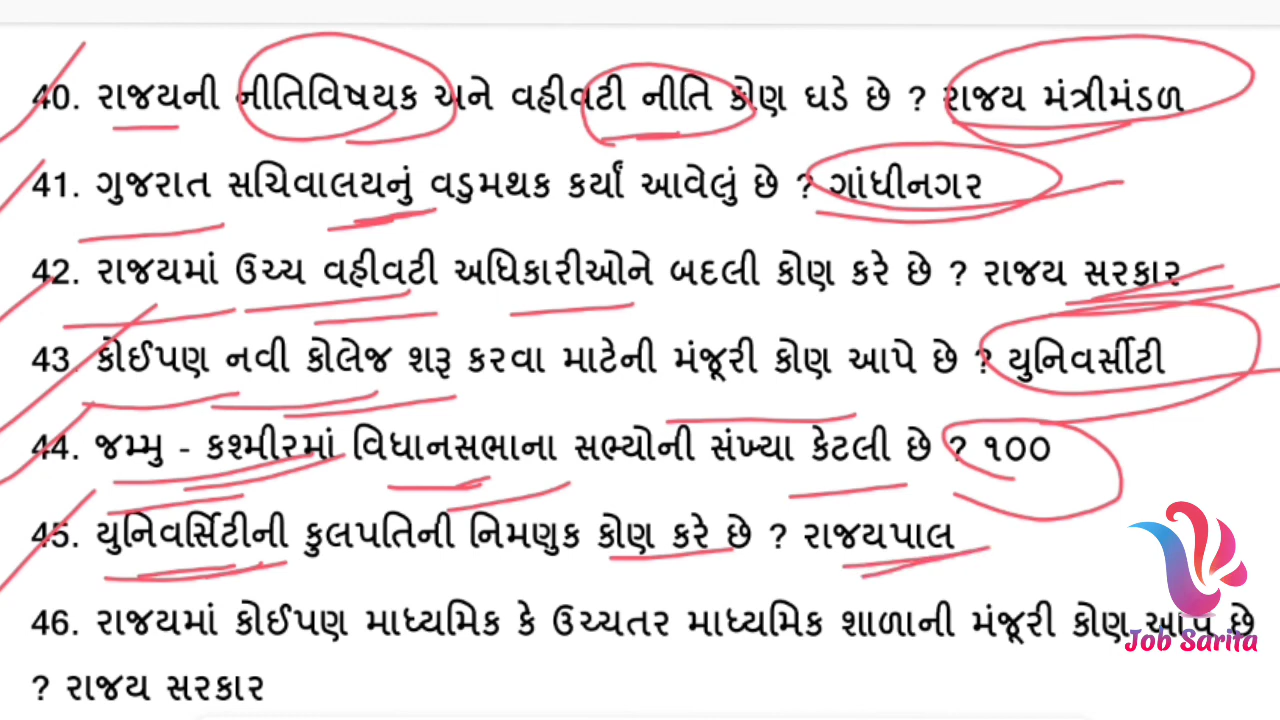 40. રાજયની નીતિવિષયક અને વહીવટી નીતિ કોણ ઘડે છે ? રાજય મંત્રીમંડળ
41. ગુજરાત સચિવાલયનું વડુમથક કર્યાં આવેલું છે ? ગાંધીનગર
42. રાજયમાં ઉચ્ચ વહીવટી અધિકારીઓને બદલી કોણ કરે છે ? રાજય સરકાર
43. કોઈપણ નવી કોલેજ શરૂ કરવા માટેની મંજૂરી કોણ આપે છે ? યુનિવર્સીટી
44. જમ્મુ - કશ્મીરમાં વિધાનસભાના સભ્યોની સંખ્યા કેટલી છે ? ૧૦૦
45. યુનિવર્સિટીની કુલપતિની નિમણુક કોણ કરે છે ? રાજયપાલ
46. રાજયમાં કોઈપણ માધ્યમિક કે ઉચ્ચતર માધ્યમિક શાળાની મંજૂરી કોણ આપે છે
? રાજય સરકાર
Job Sarita